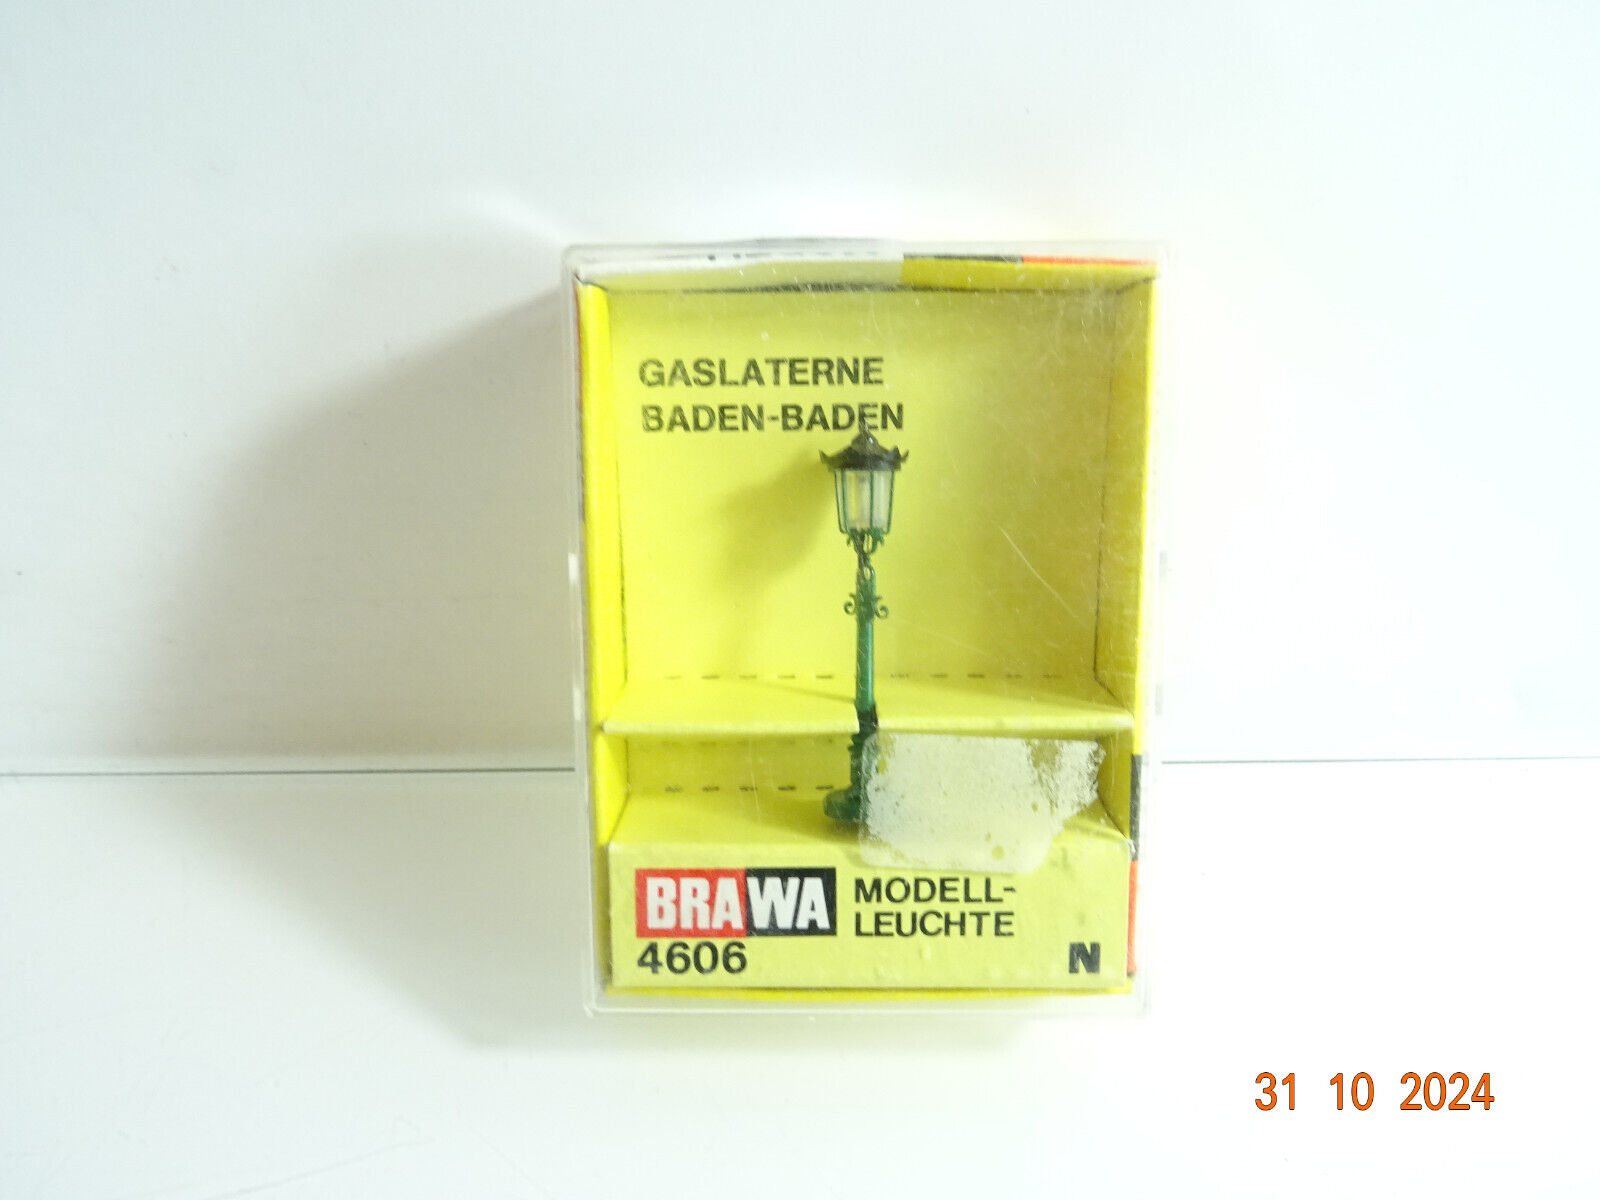 GASLATERNE
BADEN-BADEN
BRAWA
MODELL-
LEUCHTE
4606
N
31 10 2024